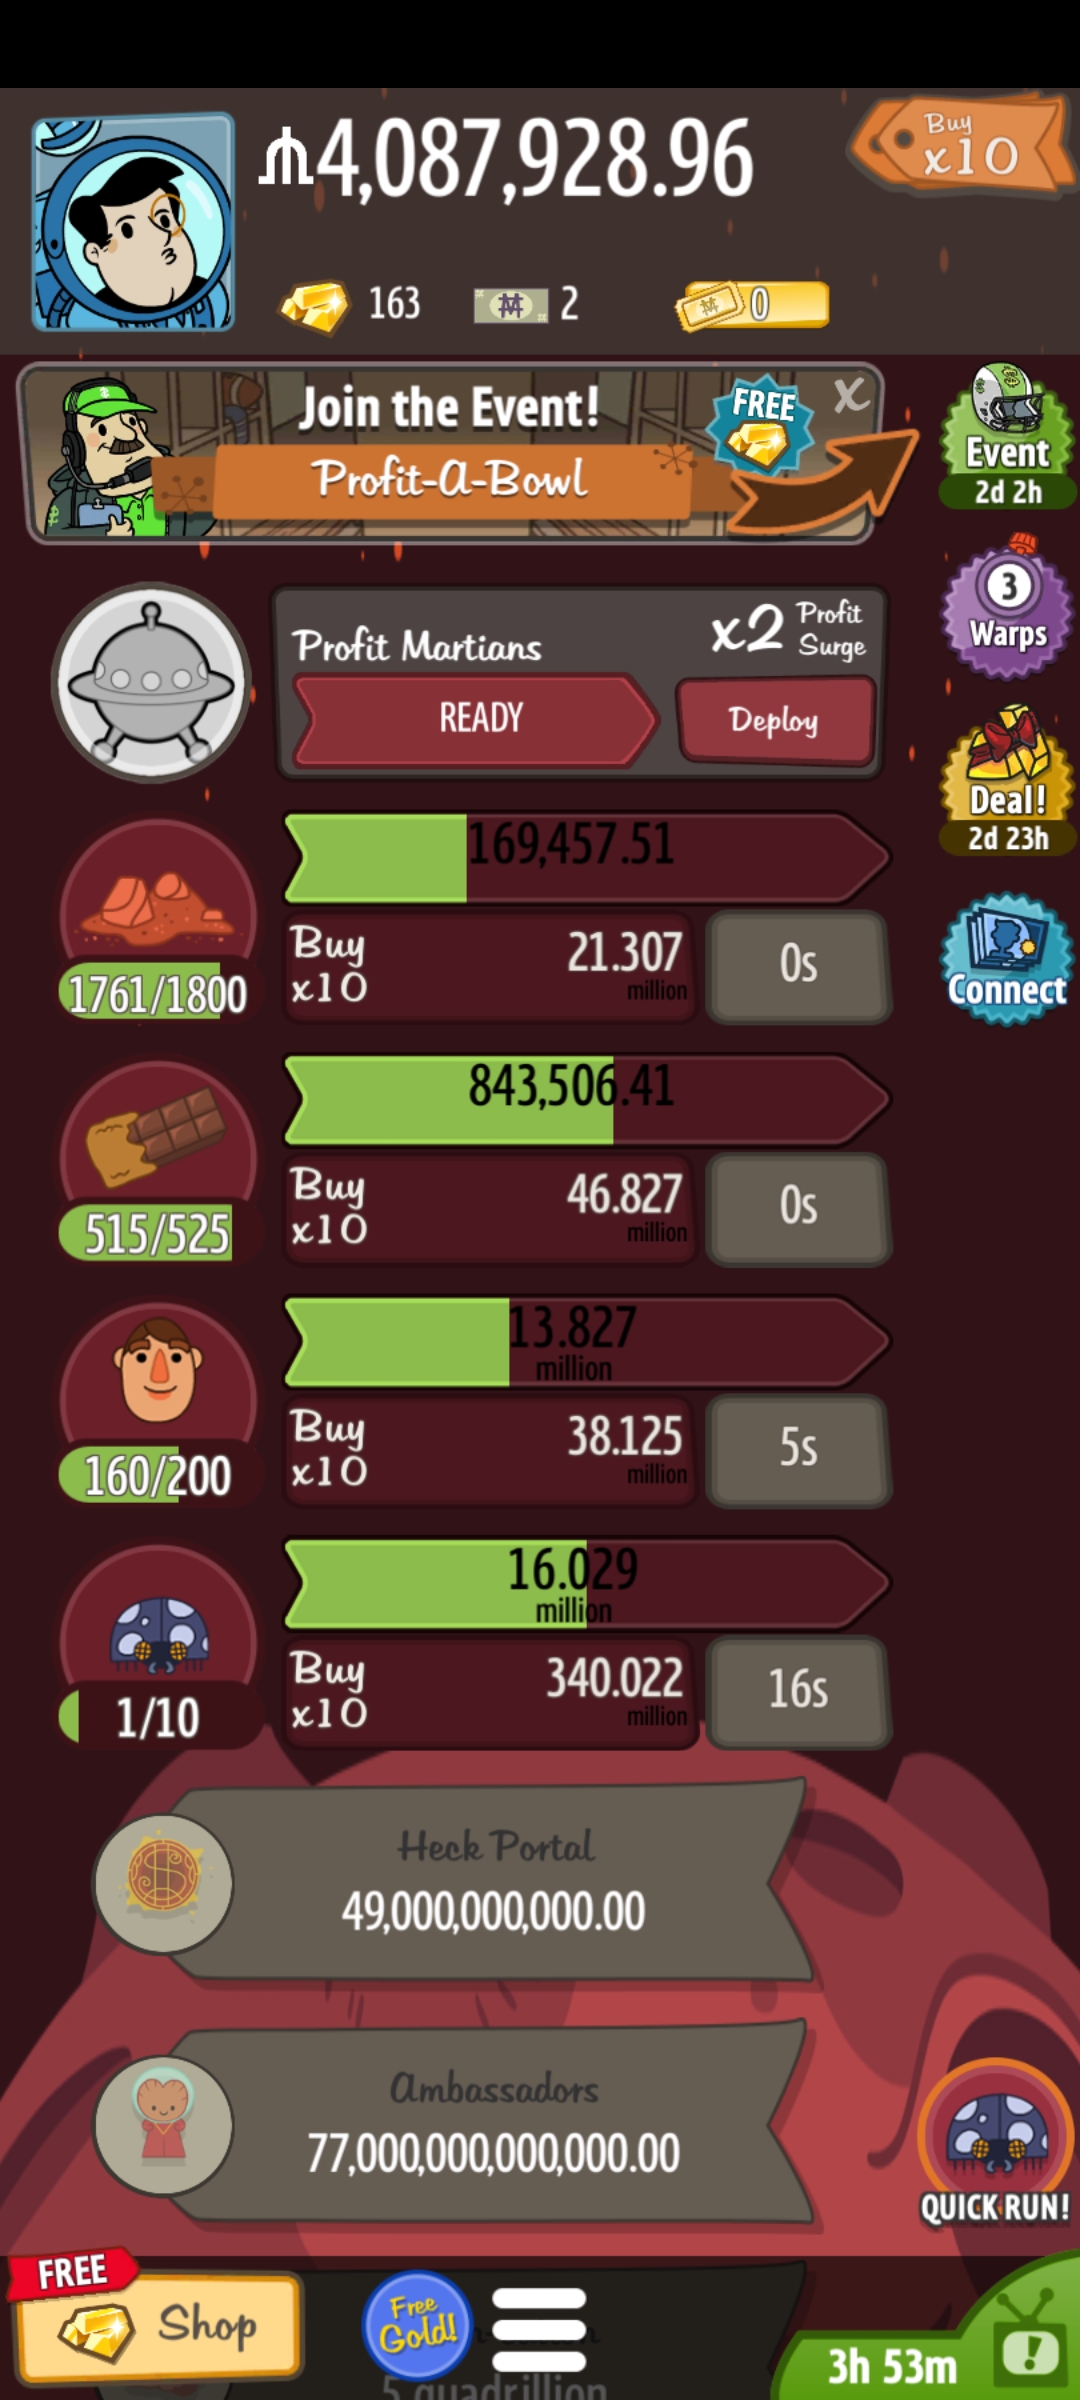 ₼4,087,928.96
Buy
x10
163
2
0
Join the Event!
Profit-A-Bowl
FREE
X
Event
2d 2h
3
Warps
Profit Martians
x2 Profit
Surge
READY
Deploy
Deal!
2d 23h
169,457.51
1761/1800
Buy
x10
21.307
million
0s
Connect
843,506.41
515/525
Buy
x10
46.827
million
0s
13.827
million
160/200
Buy
x10
38.125
million
5s
16.029
million
1/10
Buy
x10
340.022
million
16s
Heck Portal
49,000,000,000.00
Ambassadors
77,000,000,000,000.00
QUICK RUN!
FREE
Shop
Free
Gold!
5 quadrillion
3h 53m